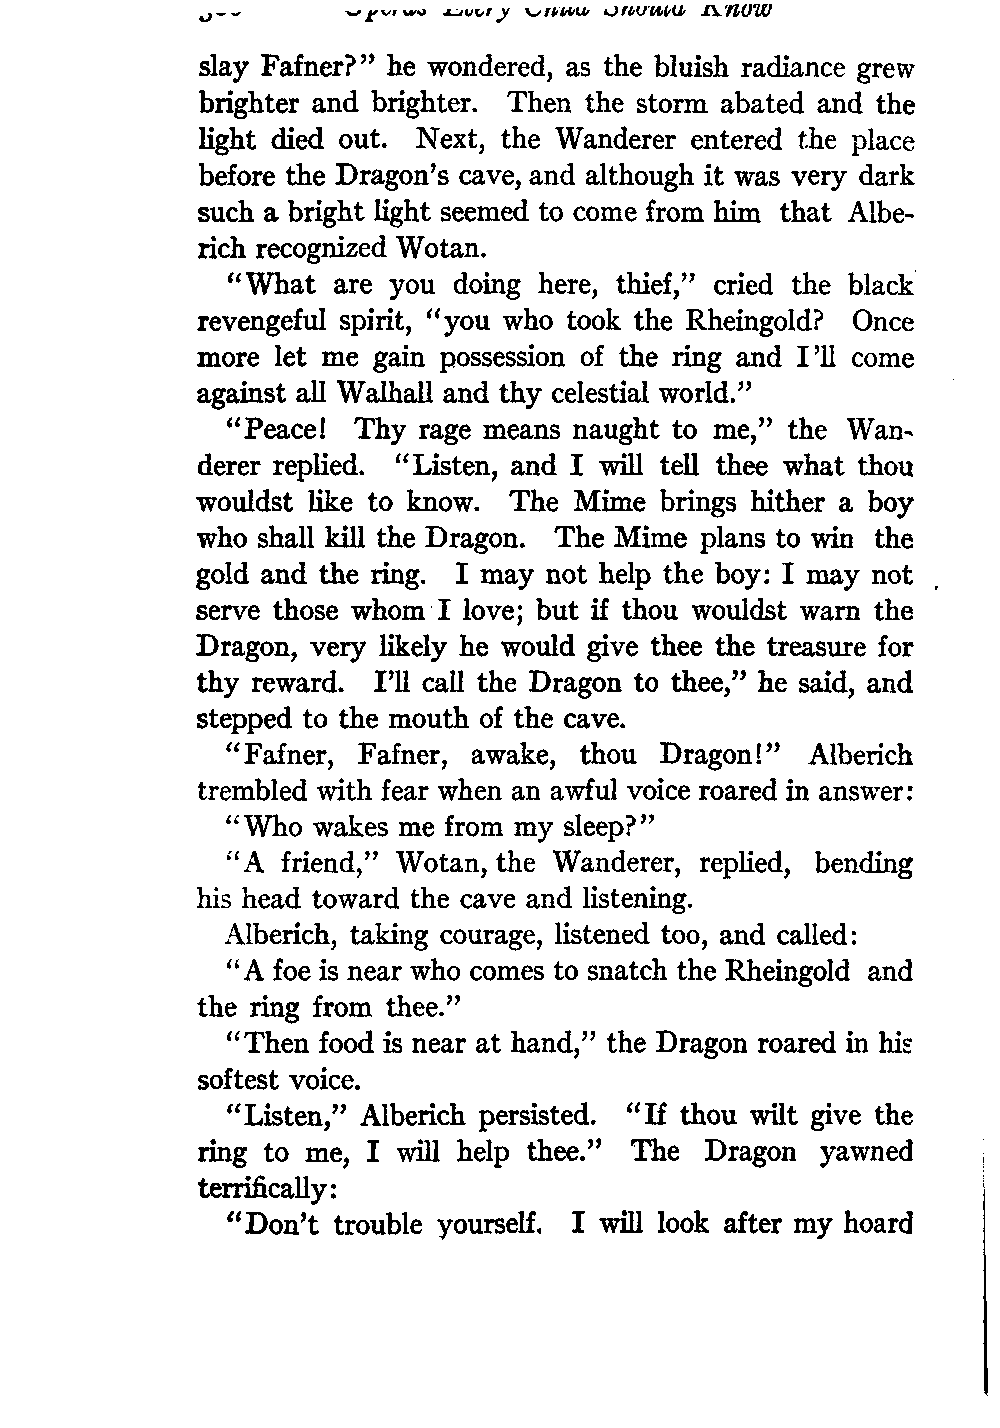 Operas Every Child Should Know
slay Fafner?" he wondered, as the bluish radiance grew
brighter and brighter. Then the storm abated and the
light died out. Next, the Wanderer entered the place
before the Dragon's cave, and although it was very dark
such a bright light seemed to come from him that Albe-
rich recognized Wotan.
"What are you doing here, thief," cried the black
revengeful spirit, "you who took the Rheingold? Once
more let me gain possession of the ring and I'll come
against all Walhall and thy celestial world."
"Peace! Thy rage means naught to me," the Wan-
derer replied. "Listen, and I will tell thee what thou
wouldst like to know. The Mime brings hither a boy
who shall kill the Dragon. The Mime plans to win the
gold and the ring. I may not help the boy: I may not
serve those whom I love; but if thou wouldst warn the
Dragon, very likely he would give thee the treasure for
thy reward. I'll call the Dragon to thee," he said, and
stepped to the mouth of the cave.
"Fafner, Fafner, awake, thou Dragon!" Alberich
trembled with fear when an awful voice roared in answer:
"Who wakes me from my sleep?"
"A friend," Wotan, the Wanderer, replied, bending
his head toward the cave and listening.
Alberich, taking courage, listened too, and called:
"A foe is near who comes to snatch the Rheingold and
the ring from thee."
"Then food is near at hand," the Dragon roared in his
softest voice.
"Listen," Alberich persisted. "If thou wilt give the
ring to me, I will help thee." The Dragon yawned
terrifically:
"Don't trouble yourself. I will look after my hoard